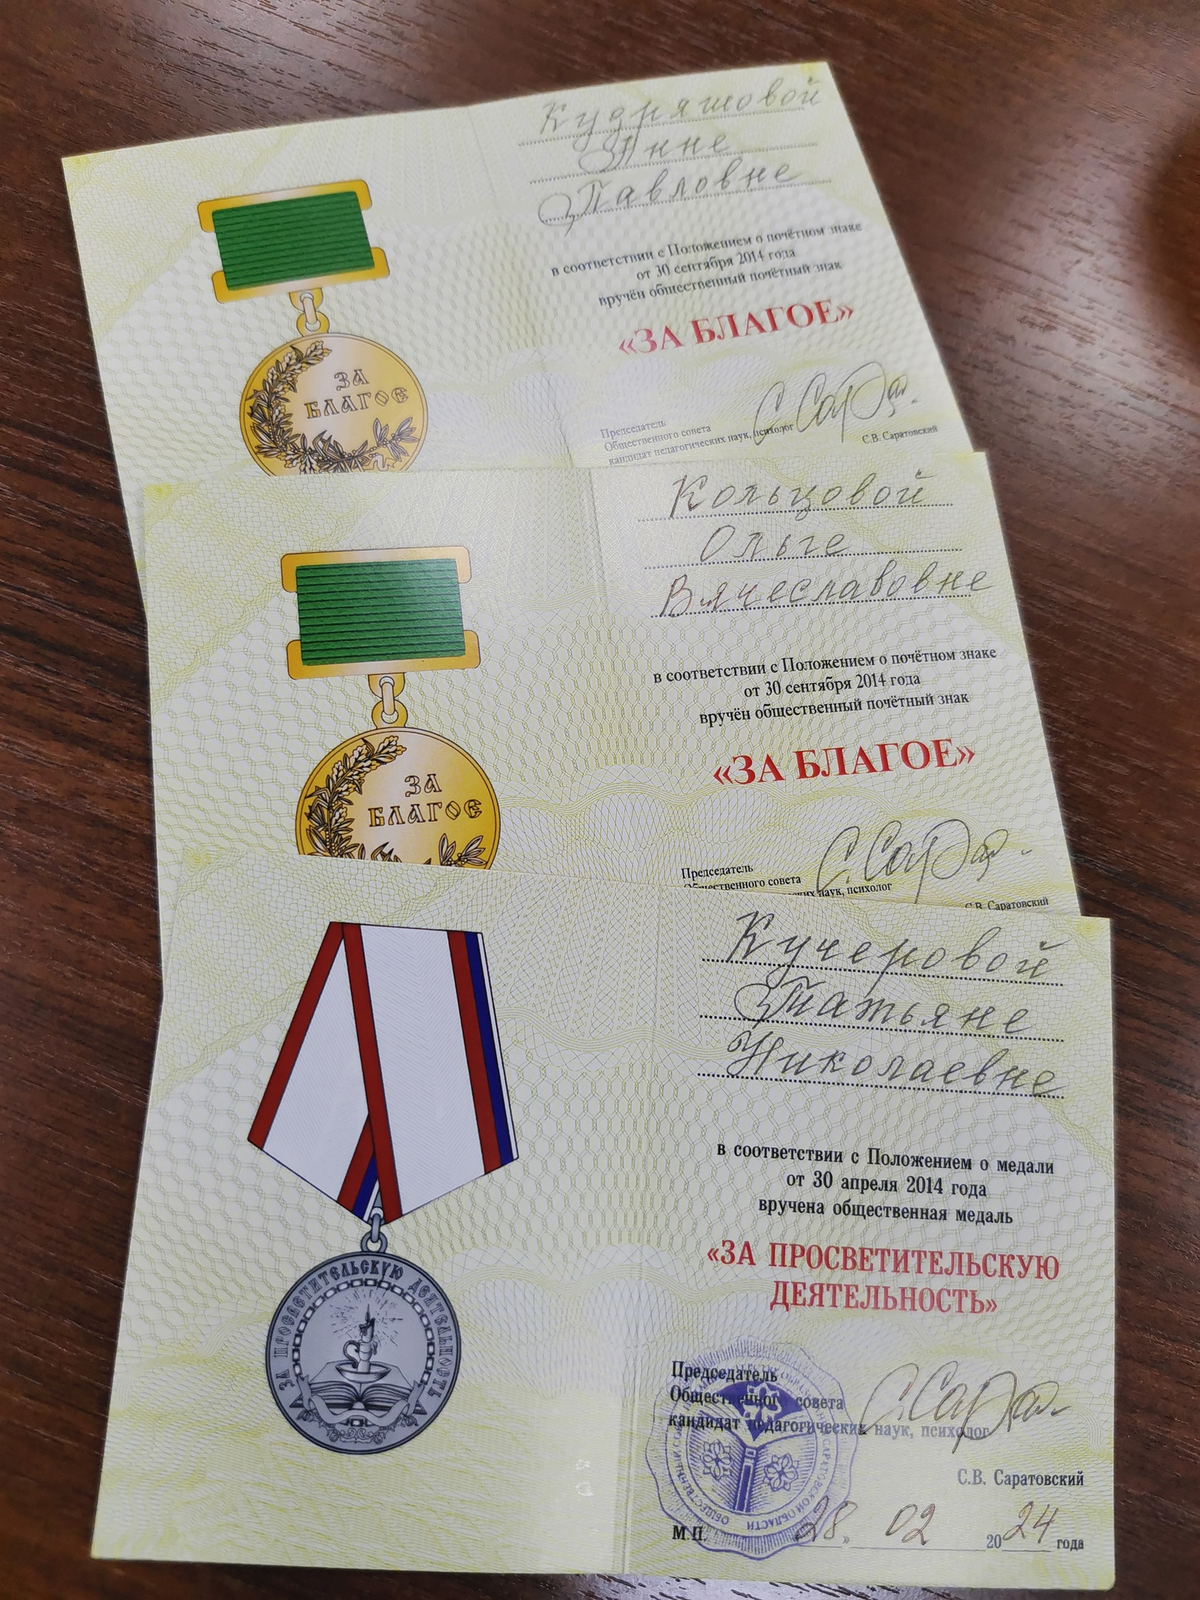 Кудряшовой
Инне
Павловне
в соответствии с Положением о почётном знаке
от 30 сентября 2014 года
вручён общественный почётный знак
«ЗА БЛАГОЕ»
Председатель
Общественного совета
кандидат педагогических наук, психолог
С.В. Саратовский
ЗА
БЛАГОЕ
Кольцовой
Ольге
Вячеславовне
в соответствии с Положением о почётном знаке
от 30 сентября 2014 года
вручён общественный почётный знак
«ЗА БЛАГОЕ»
Председатель
Общественного совета
наук, психолог
С.В. Саратовский
ЗА
БЛАГОЕ
Кучеровой
Татьяне
Николаевне
в соответствии с Положением о медали
от 30 апреля 2014 года
вручена общественная медаль
«ЗА ПРОСВЕТИТЕЛЬСКУЮ
ДЕЯТЕЛЬНОСТЬ»
ЗА ПРОСВЕТИТЕЛЬСКУЮ ДЕЯТЕЛЬНОСТЬ
Председатель
Общественного совета
кандидат педагогических наук, психолог
С.В. Саратовский
М.П. «28» 02 2024 года